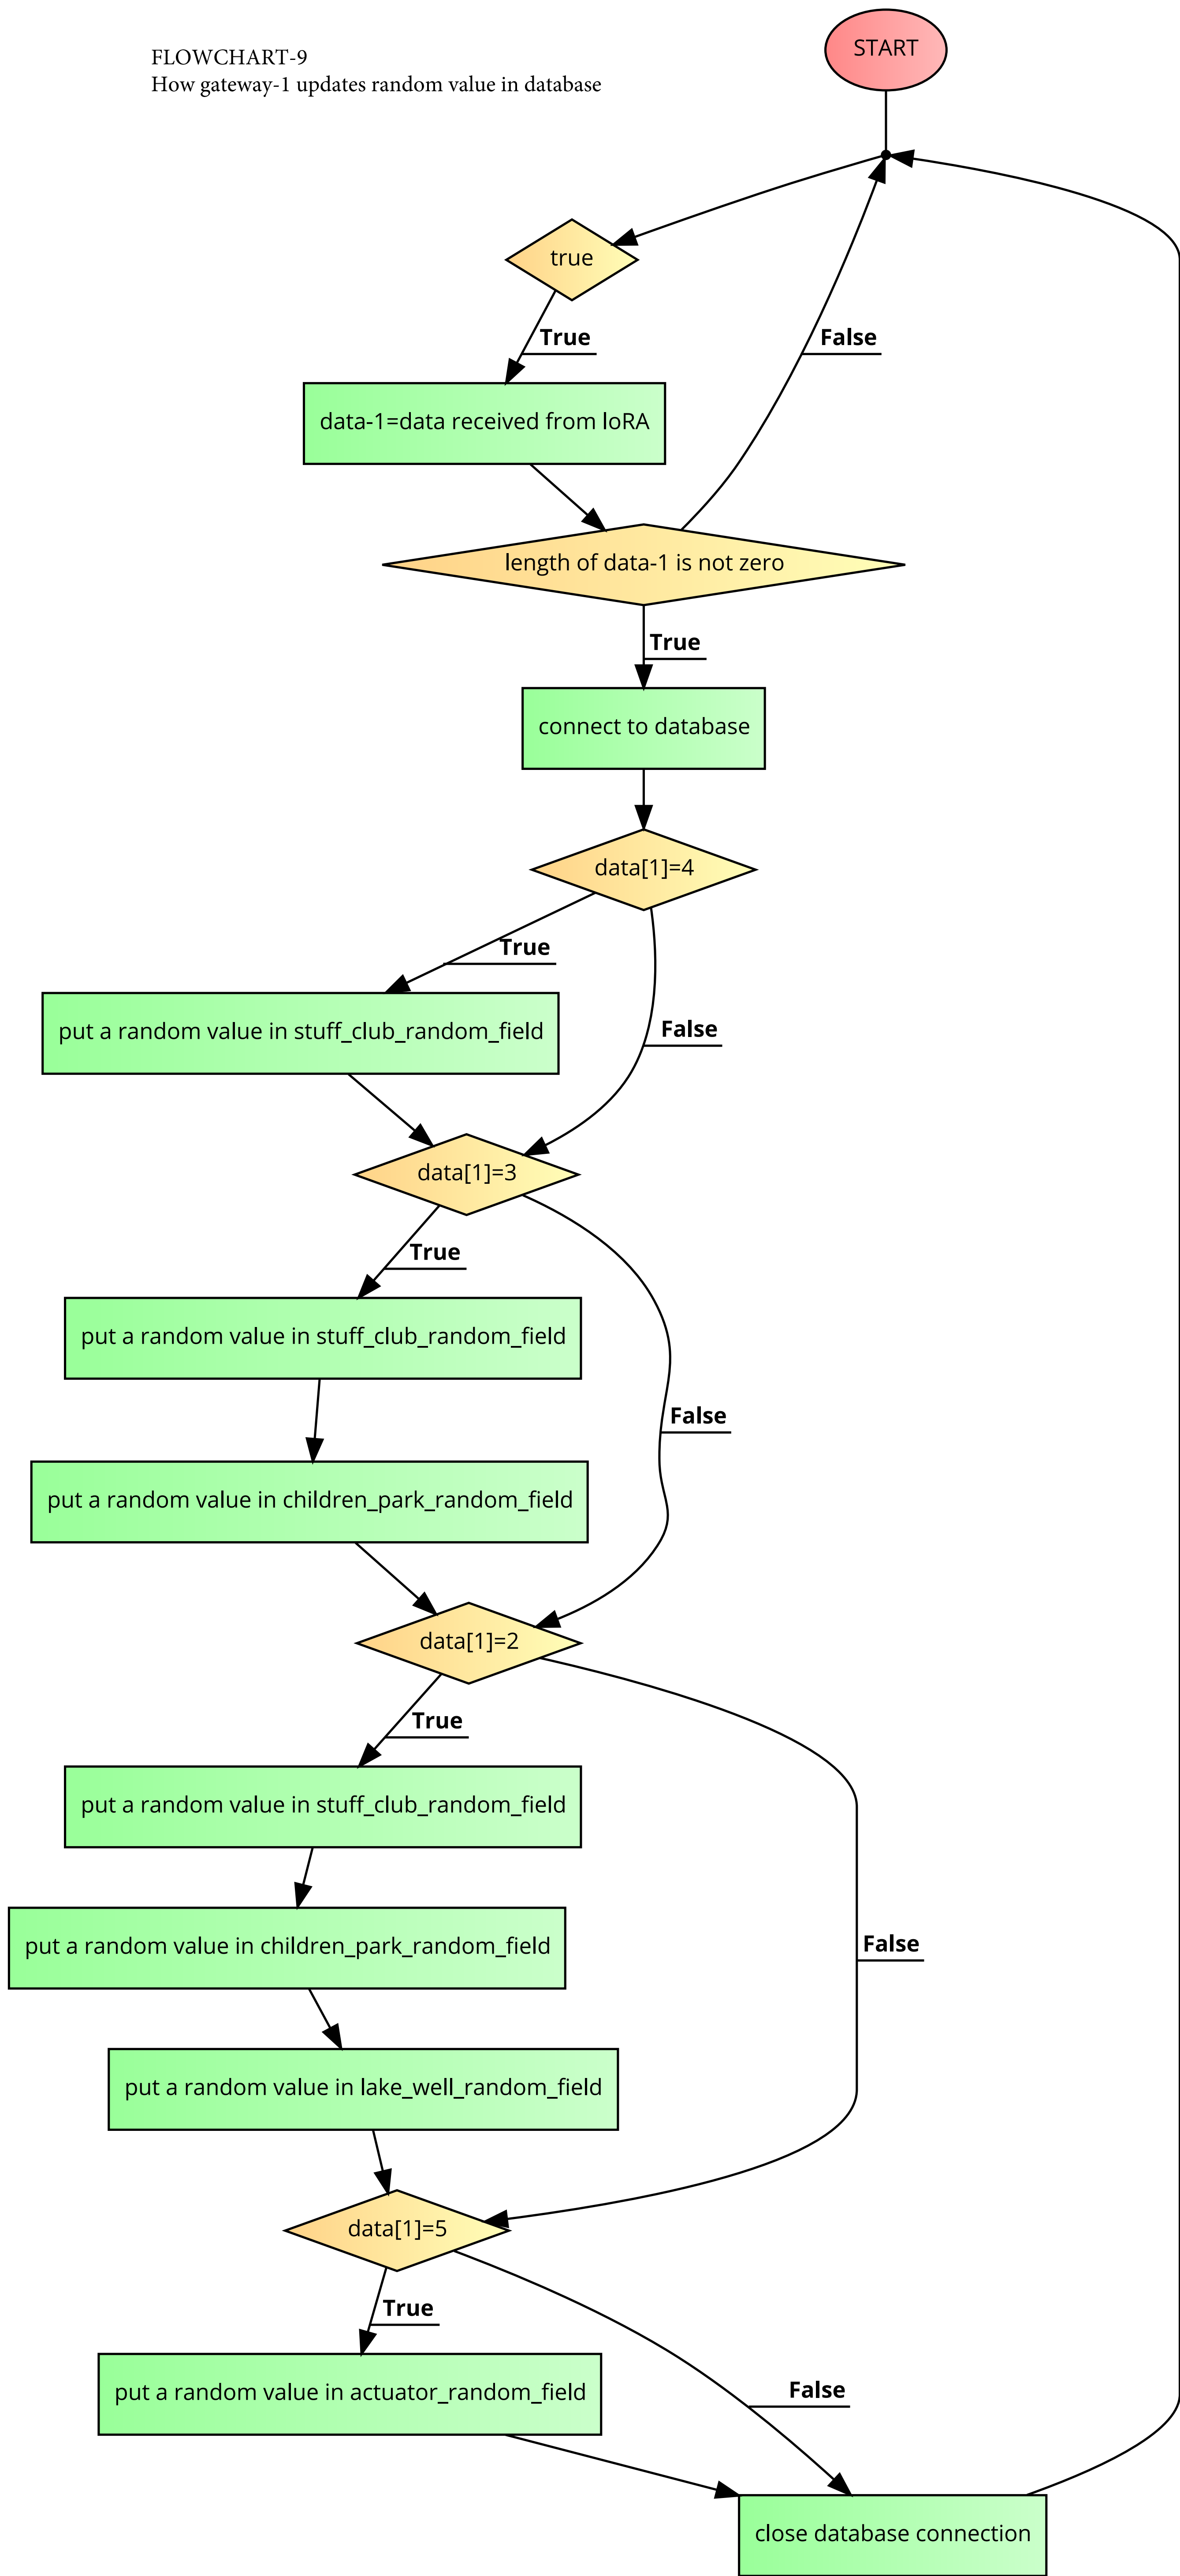 FLOWCHART-9
How gateway-1 updates random value in database
START
true
True
False
data-1=data received from loRA
length of data-1 is not zero
True
connect to database
data[1]=4
True
put a random value in stuff_club_random_field
False
data[1]=3
True
put a random value in stuff_club_random_field
False
put a random value in children_park_random_field
data[1]=2
True
put a random value in stuff_club_random_field
put a random value in children_park_random_field
False
put a random value in lake_well_random_field
data[1]=5
True
put a random value in actuator_random_field
False
close database connection